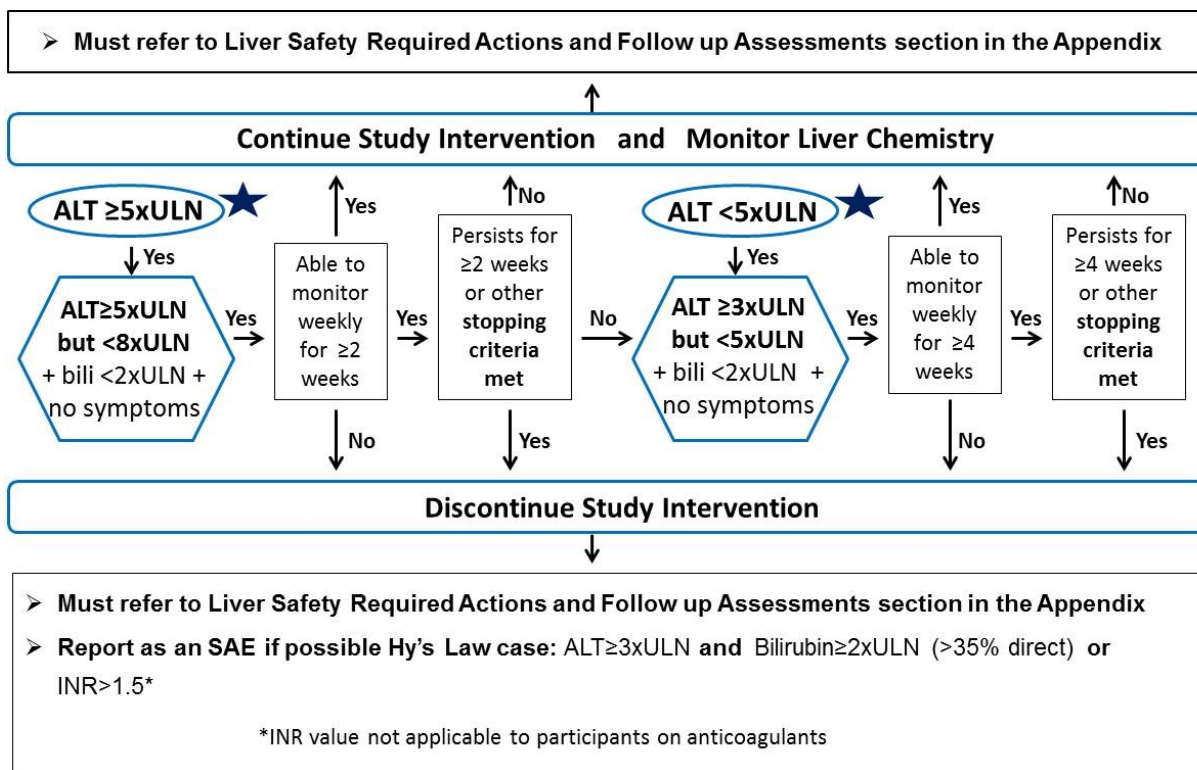 ➢ Must refer to Liver Safety Required Actions and Follow up Assessments section in the Appendix
Continue Study Intervention and Monitor Liver Chemistry
ALT ≥5xULN
Yes
ALT≥5xULN
but <8xULN
+ bili <2xULN +
no symptoms
Yes
Yes
Able to
monitor
weekly
for ≥2
weeks
No
Yes
No
Persists for
≥2 weeks
or other
stopping
criteria
met
Yes
No
ALT <5xULN
Yes
ALT ≥3xULN
but <5xULN
+ bili <2xULN +
no symptoms
Yes
Yes
Able to
monitor
weekly
for ≥4
weeks
No
Yes
No
Persists for
≥4 weeks
or other
stopping
criteria
met
Yes
Discontinue Study Intervention
➢ Must refer to Liver Safety Required Actions and Follow up Assessments section in the Appendix
➢ Report as an SAE if possible Hy's Law case: ALT≥3xULN and Bilirubin≥2xULN (>35% direct) or
INR>1.5*
*INR value not applicable to participants on anticoagulants